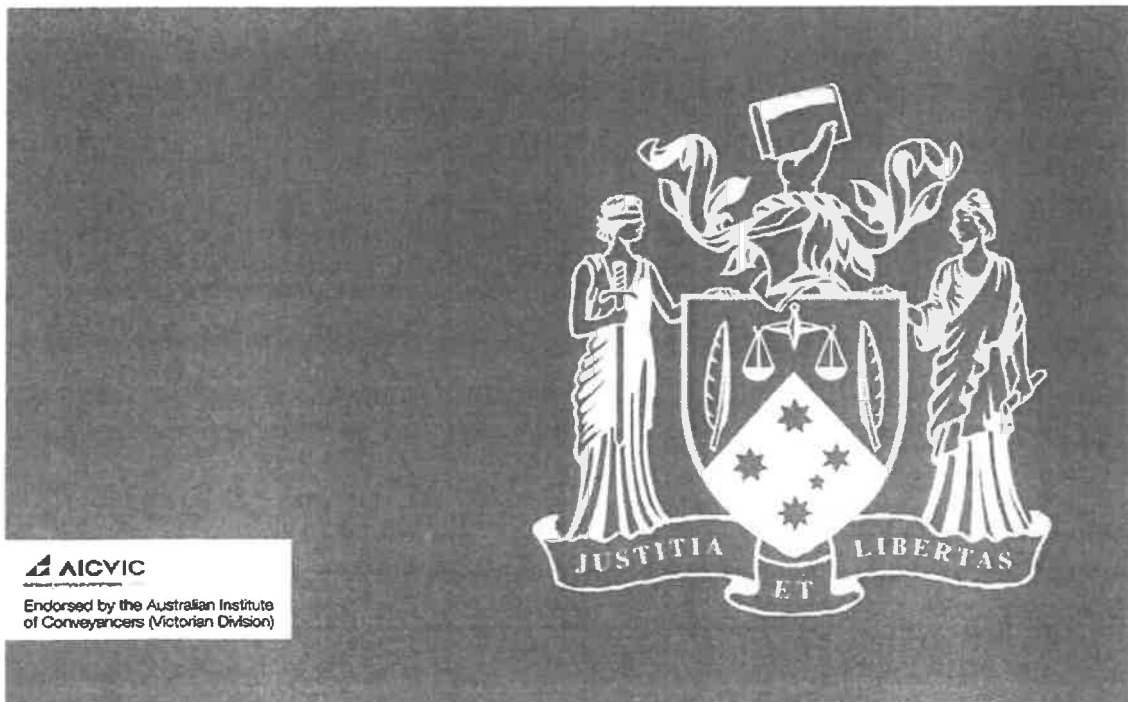 JUSTITIA ET LIBERTAS
AICVIC
Endorsed by the Australian Institute
of Conveyancers (Victorian Division)